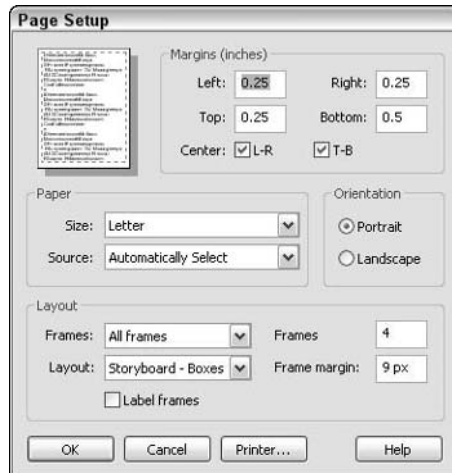 Page Setup
Margins (inches)
Left: 0.25 Right: 0.25
Top: 0.25 Bottom: 0.5
Center: L-R T-B
Paper
Size: Letter
Source: Automatically Select
Orientation
Portrait
Landscape
Layout
Frames: All frames Frames 4
Layout: Storyboard - Boxes Frame margin: 9 px
Label frames
OK Cancel Printer... Help